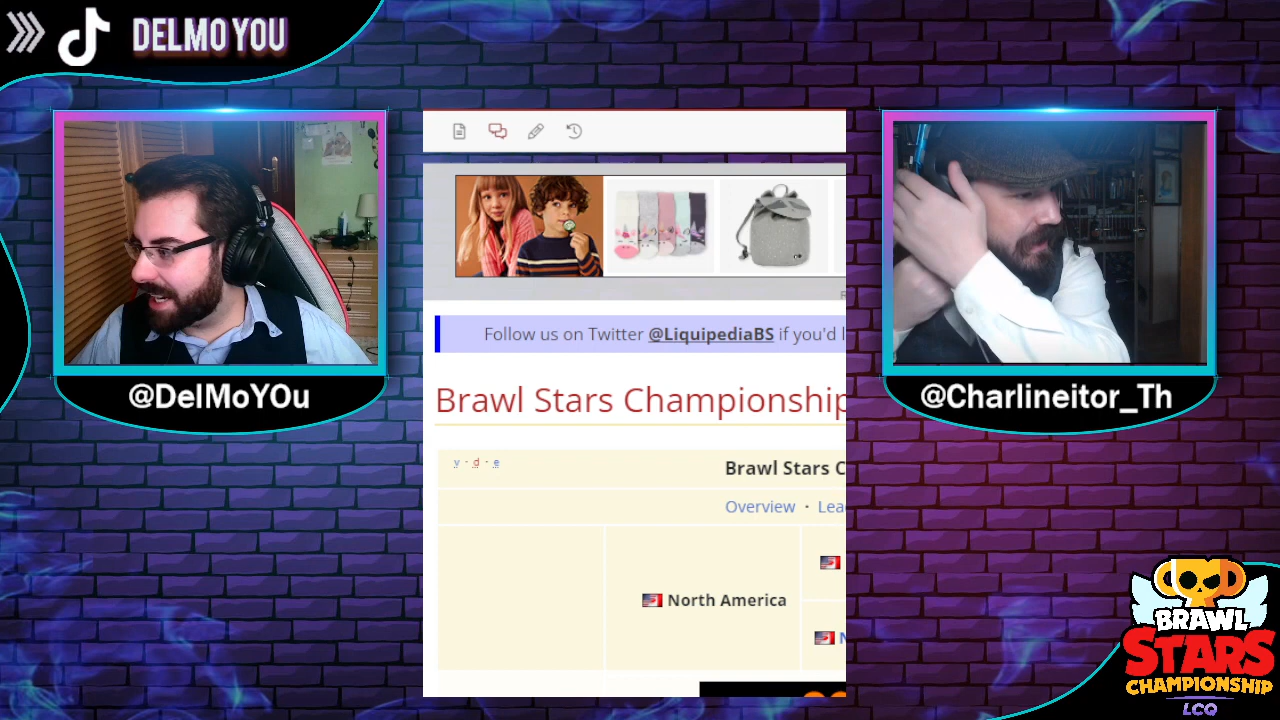 DELMO YOU
Follow us on Twitter @LiquipediaBS if you'd l
Brawl Stars Championship
v · d · e
Brawl Stars C
Overview · Lea
North America
N
@DelMoYOu
@Charlineitor_Th
BRAWL
STARS
CHAMPIONSHIP
LCQ